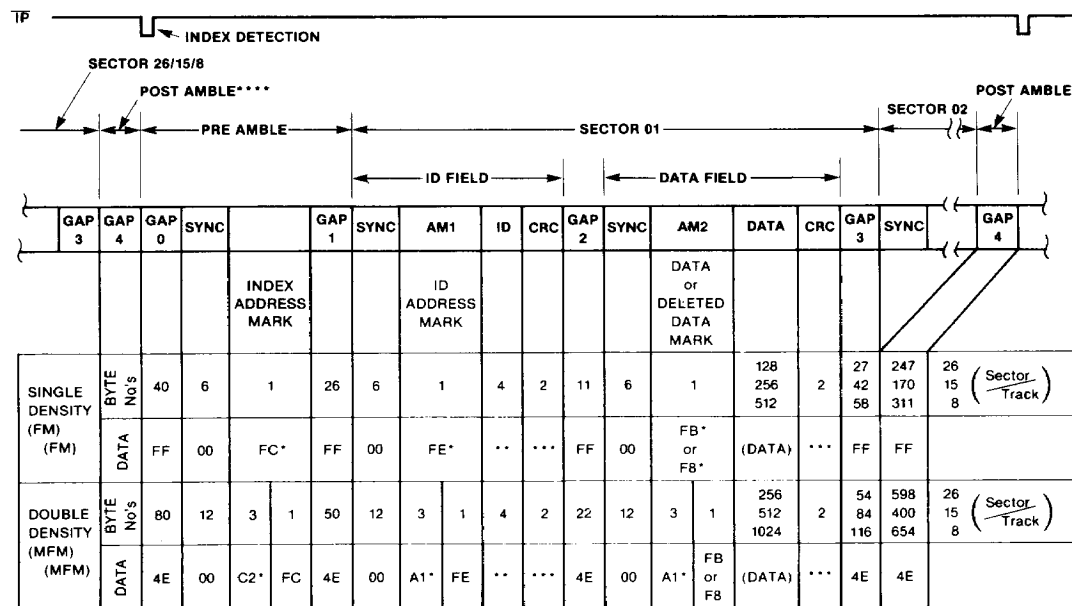 IP
INDEX DETECTION
SECTOR 26/15/8
POST AMBLE****
POST AMBLE
SECTOR 02
PRE AMBLE
SECTOR 01
ID FIELD
DATA FIELD
GAP 3 GAP 4 GAP 0 SYNC GAP 1 SYNC AM1 ID CRC GAP 2 SYNC AM2 DATA CRC GAP 3 SYNC GAP 4
INDEX ADDRESS MARK
ID ADDRESS MARK
DATA or DELETED DATA MARK
SINGLE DENSITY (FM) (FM)
BYTE No's 40 6 1 26 6 1 4 2 11 6 1 128 256 512 2 27 42 58 247 170 311 26 15 8 (Sector/Track)
DATA FF 00 FC* FF 00 FE* ** *** FF 00 FB* or F8* (DATA) *** FF FF
DOUBLE DENSITY (MFM) (MFM)
BYTE No's 80 12 3 1 50 12 3 1 4 2 22 12 3 1 256 512 1024 2 54 84 116 598 400 654 26 15 8 (Sector/Track)
DATA 4E 00 C2* FC 4E 00 A1* FE ** *** 4E 00 A1* FB or F8 (DATA) *** 4E 4E